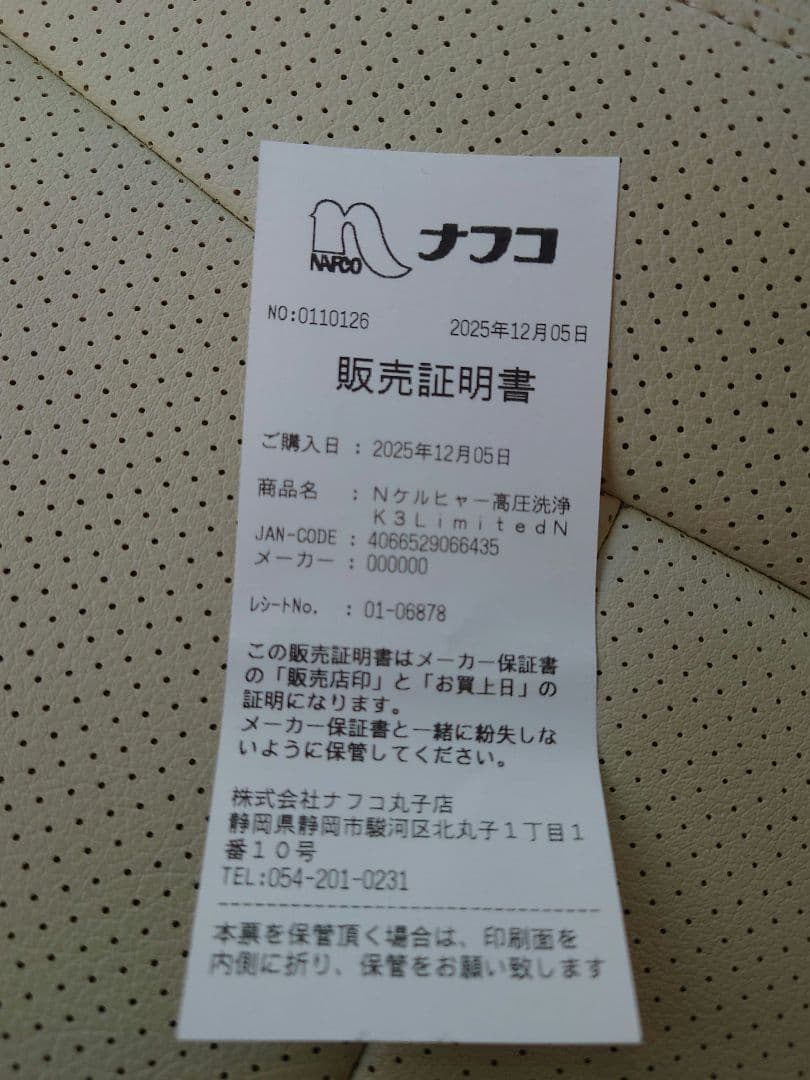 NAFCO ナフコ
NO:0110126 2025年12月05日
販売証明書
ご購入日 : 2025年12月05日
商品名 : Nケルヒャー高圧洗浄
K3LimitedN
JAN-CODE : 4066529066435
メーカー : 000000
レシートNo. : 01-06878
この販売証明書はメーカー保証書
の「販売店印」と「お買上日」の
証明になります。
メーカー保証書と一緒に紛失しな
いように保管してください。
株式会社ナフコ丸子店
静岡県静岡市駿河区北丸子1丁目1
番10号
TEL:054-201-0231
本票を保管頂く場合は、印刷面を
内側に折り、保管をお願い致します